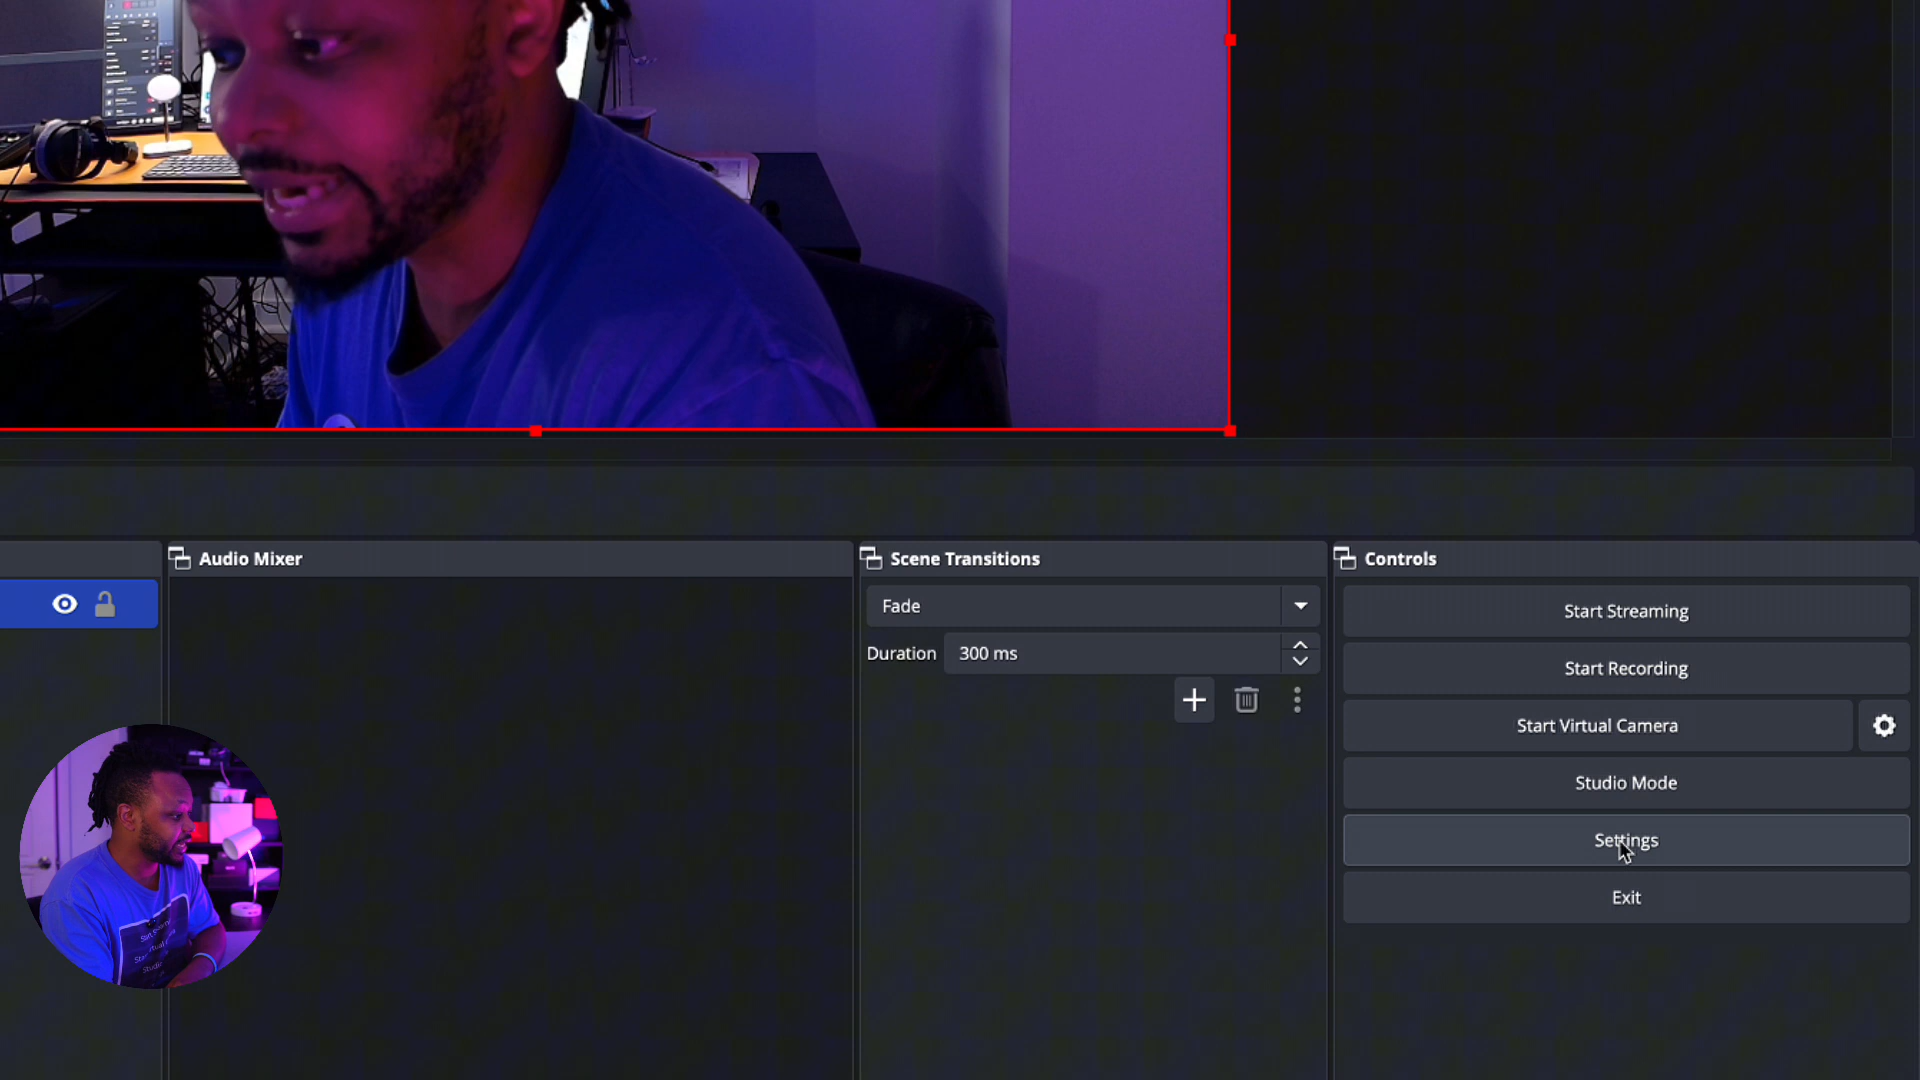 Audio Mixer
Scene Transitions
Fade
Duration 300 ms
Controls
Start Streaming
Start Recording
Start Virtual Camera
Studio Mode
Settings
Exit